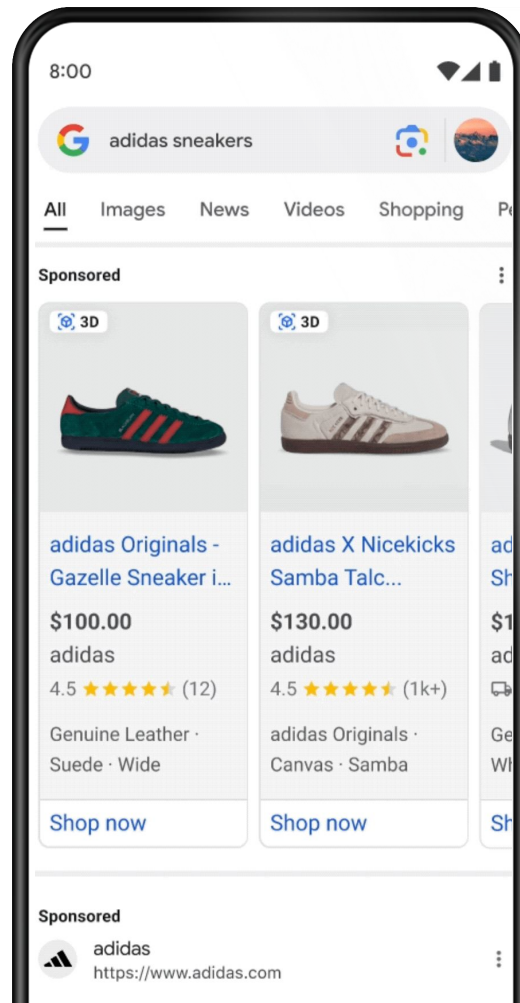 8:00
adidas sneakers
All Images News Videos Shopping
Sponsored
3D
adidas Originals -
Gazelle Sneaker i...
$100.00
adidas
4.5 (12)
Genuine Leather ·
Suede · Wide
Shop now
3D
adidas X Nicekicks
Samba Talc...
$130.00
adidas
4.5 (1k+)
adidas Originals ·
Canvas · Samba
Shop now
Sponsored
adidas
https://www.adidas.com